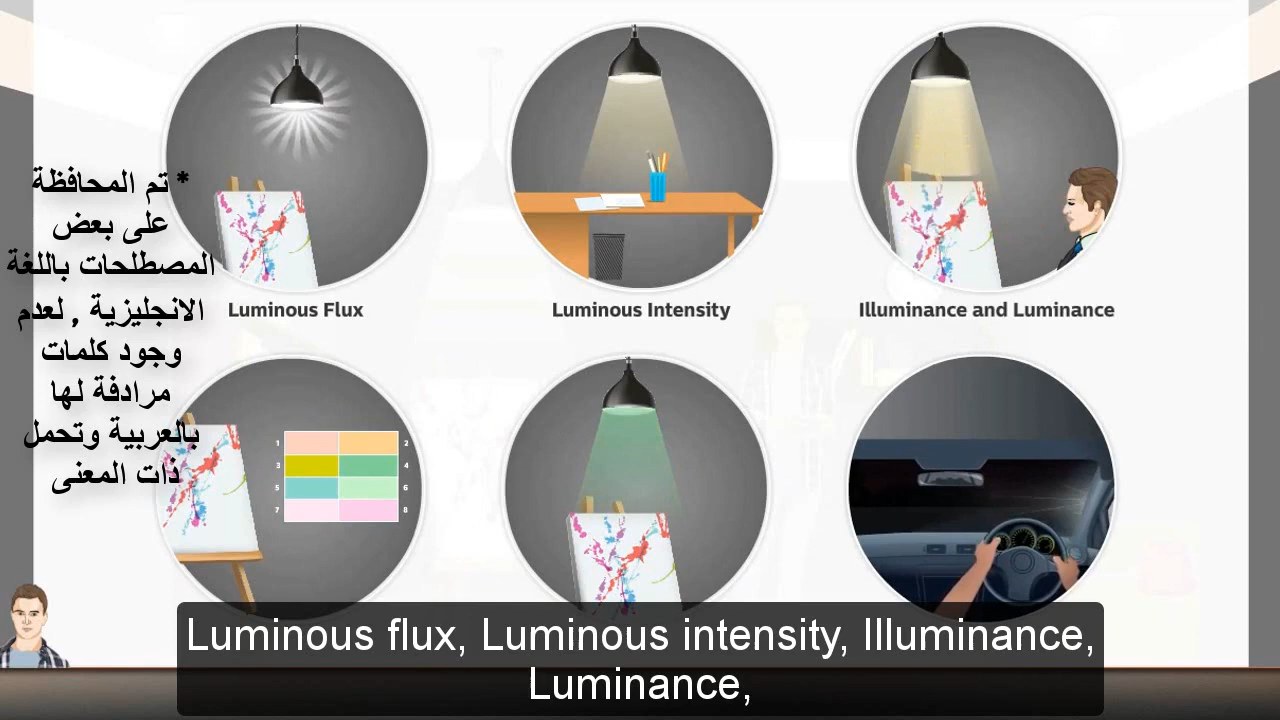 * تم المحافظة
على بعض
المصطلحات باللغة
الانجليزية , لعدم
وجود كلمات
مرادفة لها
بالعربية وتحمل
ذات المعنى
Luminous Flux
Luminous Intensity
Illuminance and Luminance
1 2
3 4
5 6
7 8
Luminous flux, Luminous intensity, Illuminance,
Luminance,